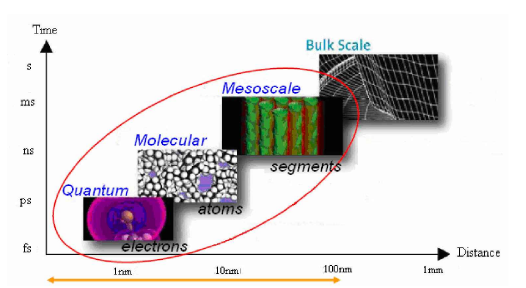 Time
Bulk Scale
s
Mesoscale
ms
Molecular
ns
segments
Quantum
ps
atoms
fs
electrons
Distance
1nm
10nm
100nm
1mm